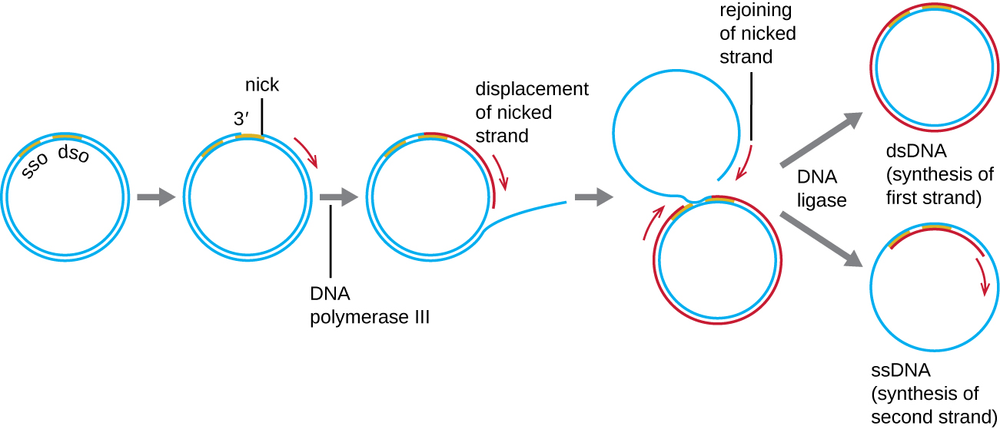 sso
dso
nick
3′
DNA
polymerase III
displacement
of nicked
strand
rejoining
of nicked
strand
DNA
ligase
dsDNA
(synthesis of
first strand)
ssDNA
(synthesis of
second strand)